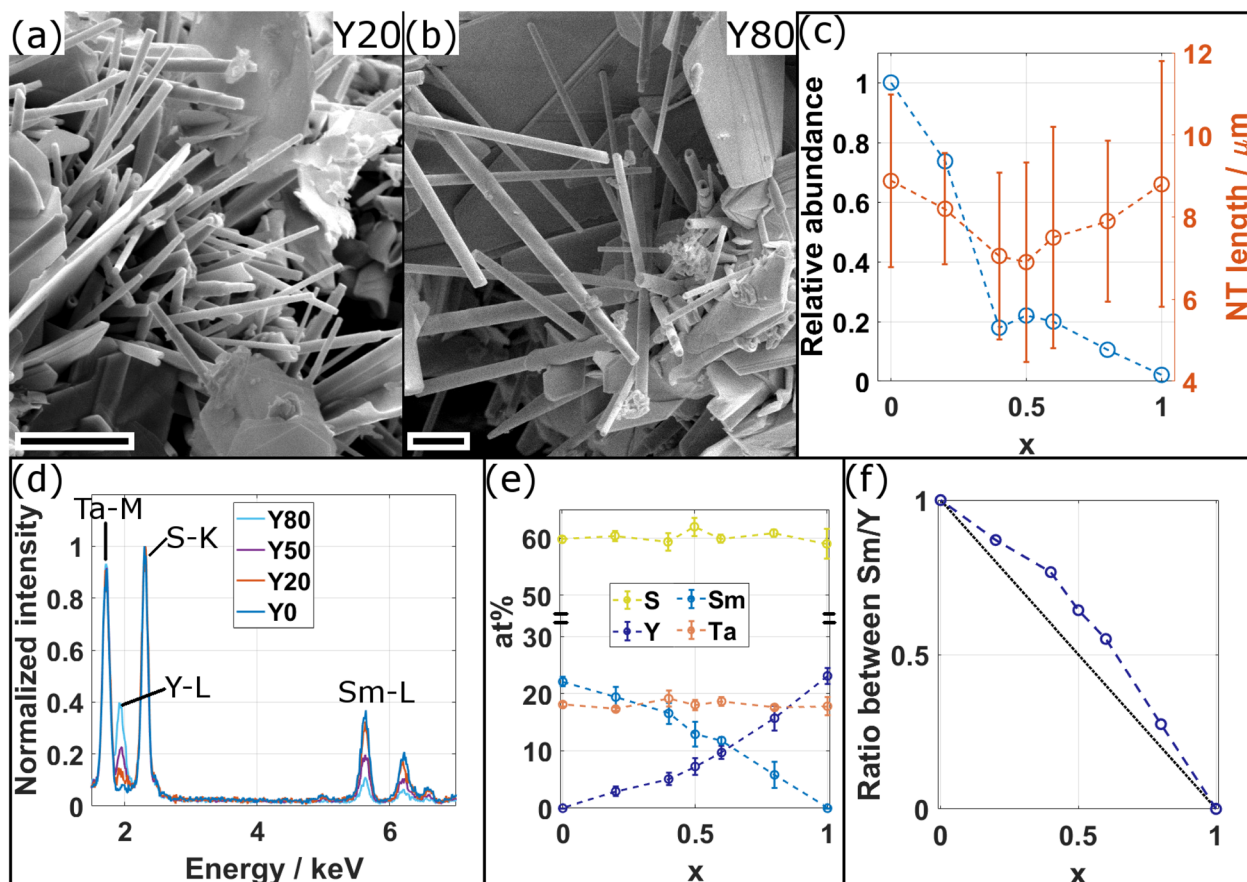 (a)
Y20
(b)
Y80
(c)
Relative abundance
1
0.8
0.6
0.4
0.2
0
0
0.5
1
x
12
10
8
6
4
NT length / μm
(d)
Ta-M
S-K
Y-L
Sm-L
Y80
Y50
Y20
Y0
Normalized intensity
1
0.8
0.6
0.4
0.2
0
2
4
6
Energy / keV
(e)
at%
60
50
30
20
10
0
S
Sm
Y
Ta
0
0.5
1
x
(f)
Ratio between Sm/Y
1
0.5
0
0
0.5
1
x